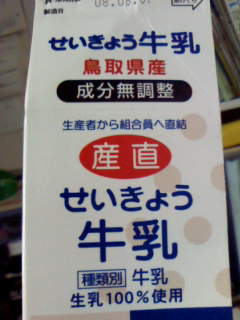 製造日
せいきょう牛乳
鳥取県産
成分無調整
生産者から組合員へ直結
産直
せいきょう
牛乳
種類別 牛乳
生乳100%使用